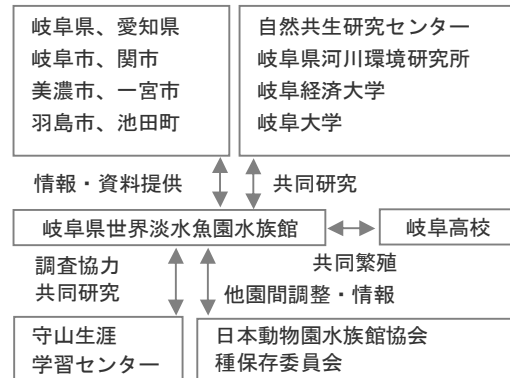 岐阜県、愛知県
岐阜市、関市
美濃市、一宮市
羽島市、池田町
自然共生研究センター
岐阜県河川環境研究所
岐阜経済大学
岐阜大学
情報・資料提供
共同研究
岐阜県世界淡水魚園水族館
岐阜高校
共同繁殖
調査協力
共同研究
他園間調整・情報
守山生涯
学習センター
日本動物園水族館協会
種保存委員会